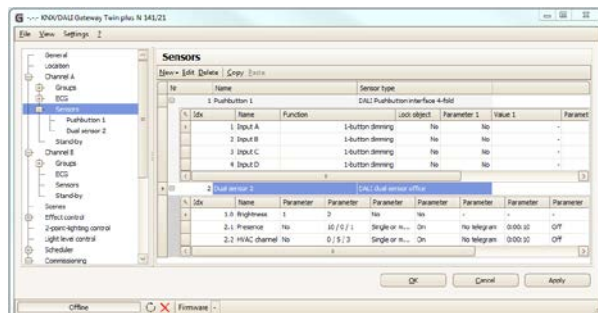 -.-.- KNX/DALI Gateway Twin plus N 141/21
File View Settings ?
General
Location
Channel A
Groups
ECG
Sensors
Pushbutton 1
Dual sensor 2
Stand-by
Channel B
Groups
ECG
Sensors
Stand-by
Scenes
Effect control
2-point-lighting control
Light level control
Scheduler
Commissioning
Sensors
New Edit Delete Copy Paste
Nr Name Sensor type
1 Pushbutton 1 DALI Pushbutton interface 4-fold
Idx Name Function Lock object Parameter 1 Value 1 Paramet
1 Input A 1-button dimming No No -
2 Input B 1-button dimming No No -
3 Input C 1-button dimming No No -
4 Input D 1-button dimming No No -
2 Dual sensor 2 DALI dual sensor office
Idx Name Parameter Parameter Parameter Parameter Parameter Parameter Parameter
1.0 Brightness 1 2 No No - - -
2.1 Presence No 10 / 0 / 1 Single or m... On No telegram 0:00:10 Off
2.2 HVAC channel No 0 / 5 / 3 Single or m... On No telegram 0:00:10 Off
OK Cancel Apply
Offline Firmware